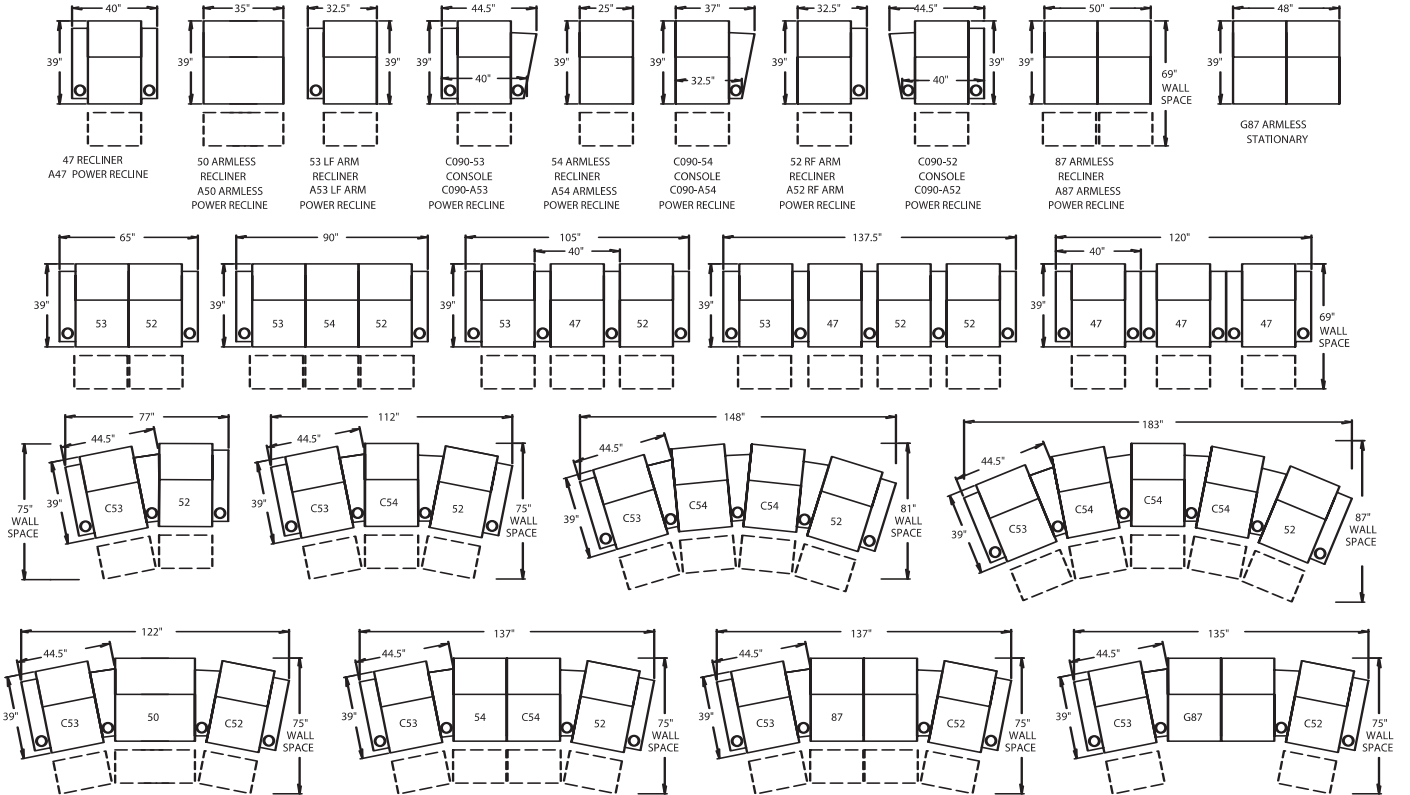 40" 35" 32.5" 44.5" 25" 37" 32.5" 44.5" 50" 48"
39" 39" 39" 39" 39" 39" 39" 39" 39" 39"
40" 32.5" 40"
69"
WALL
SPACE
47 RECLINER
A47 POWER RECLINE
50 ARMLESS
RECLINER
A50 ARMLESS
POWER RECLINE
53 LF ARM
RECLINER
A53 LF ARM
POWER RECLINE
C090-53
CONSOLE
C090-A53
POWER RECLINE
54 ARMLESS
RECLINER
A54 ARMLESS
POWER RECLINE
C090-54
CONSOLE
C090-A54
POWER RECLINE
52 RF ARM
RECLINER
A52 RF ARM
POWER RECLINE
C090-52
CONSOLE
C090-A52
POWER RECLINE
87 ARMLESS
RECLINER
A87 ARMLESS
POWER RECLINE
G87 ARMLESS
STATIONARY
65" 90" 105" 137.5" 120"
40" 40"
39" 39" 39" 39" 39"
53 52 53 54 52 53 47 52 53 47 52 52 47 47 47
69"
WALL
SPACE
77"
44.5"
39"
C53 52
75"
WALL
SPACE
112"
44.5"
39"
C53 C54 52
75"
WALL
SPACE
148"
44.5"
39"
C53 C54 C54 52
81"
WALL
SPACE
183"
44.5"
39"
C53 C54 C54 C54 52
87"
WALL
SPACE
122"
44.5"
39"
C53 50 C52
75"
WALL
SPACE
137"
44.5"
39"
C53 54 C54 52
75"
WALL
SPACE
137"
44.5"
39"
C53 87 C52
75"
WALL
SPACE
135"
44.5"
39"
C53 G87 C52
75"
WALL
SPACE